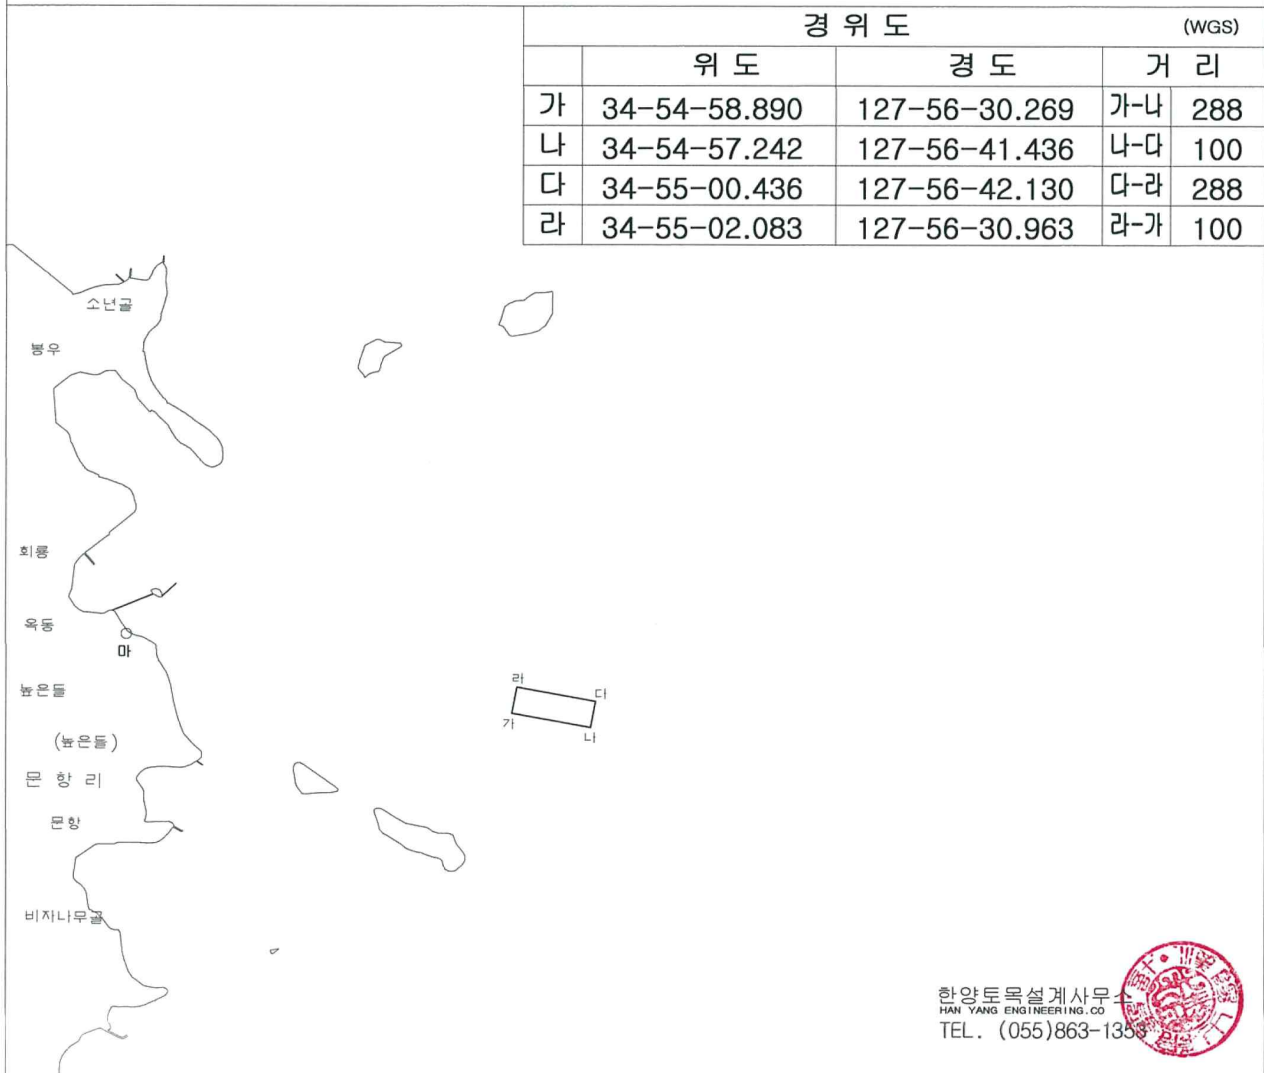 경 위 도 (WGS)
위 도 경 도 거 리
가 34-54-58.890 127-56-30.269 가-나 288
나 34-54-57.242 127-56-41.436 나-다 100
다 34-55-00.436 127-56-42.130 다-라 288
라 34-55-02.083 127-56-30.963 라-가 100
소년골
봉우
회룡
옥동
마
높은들
라
다
가
나
(높은들)
문 항 리
문항
비자나무골
한양토목설계사무소
HAN YANG ENGINEERING.CO
TEL. (055)863-1353